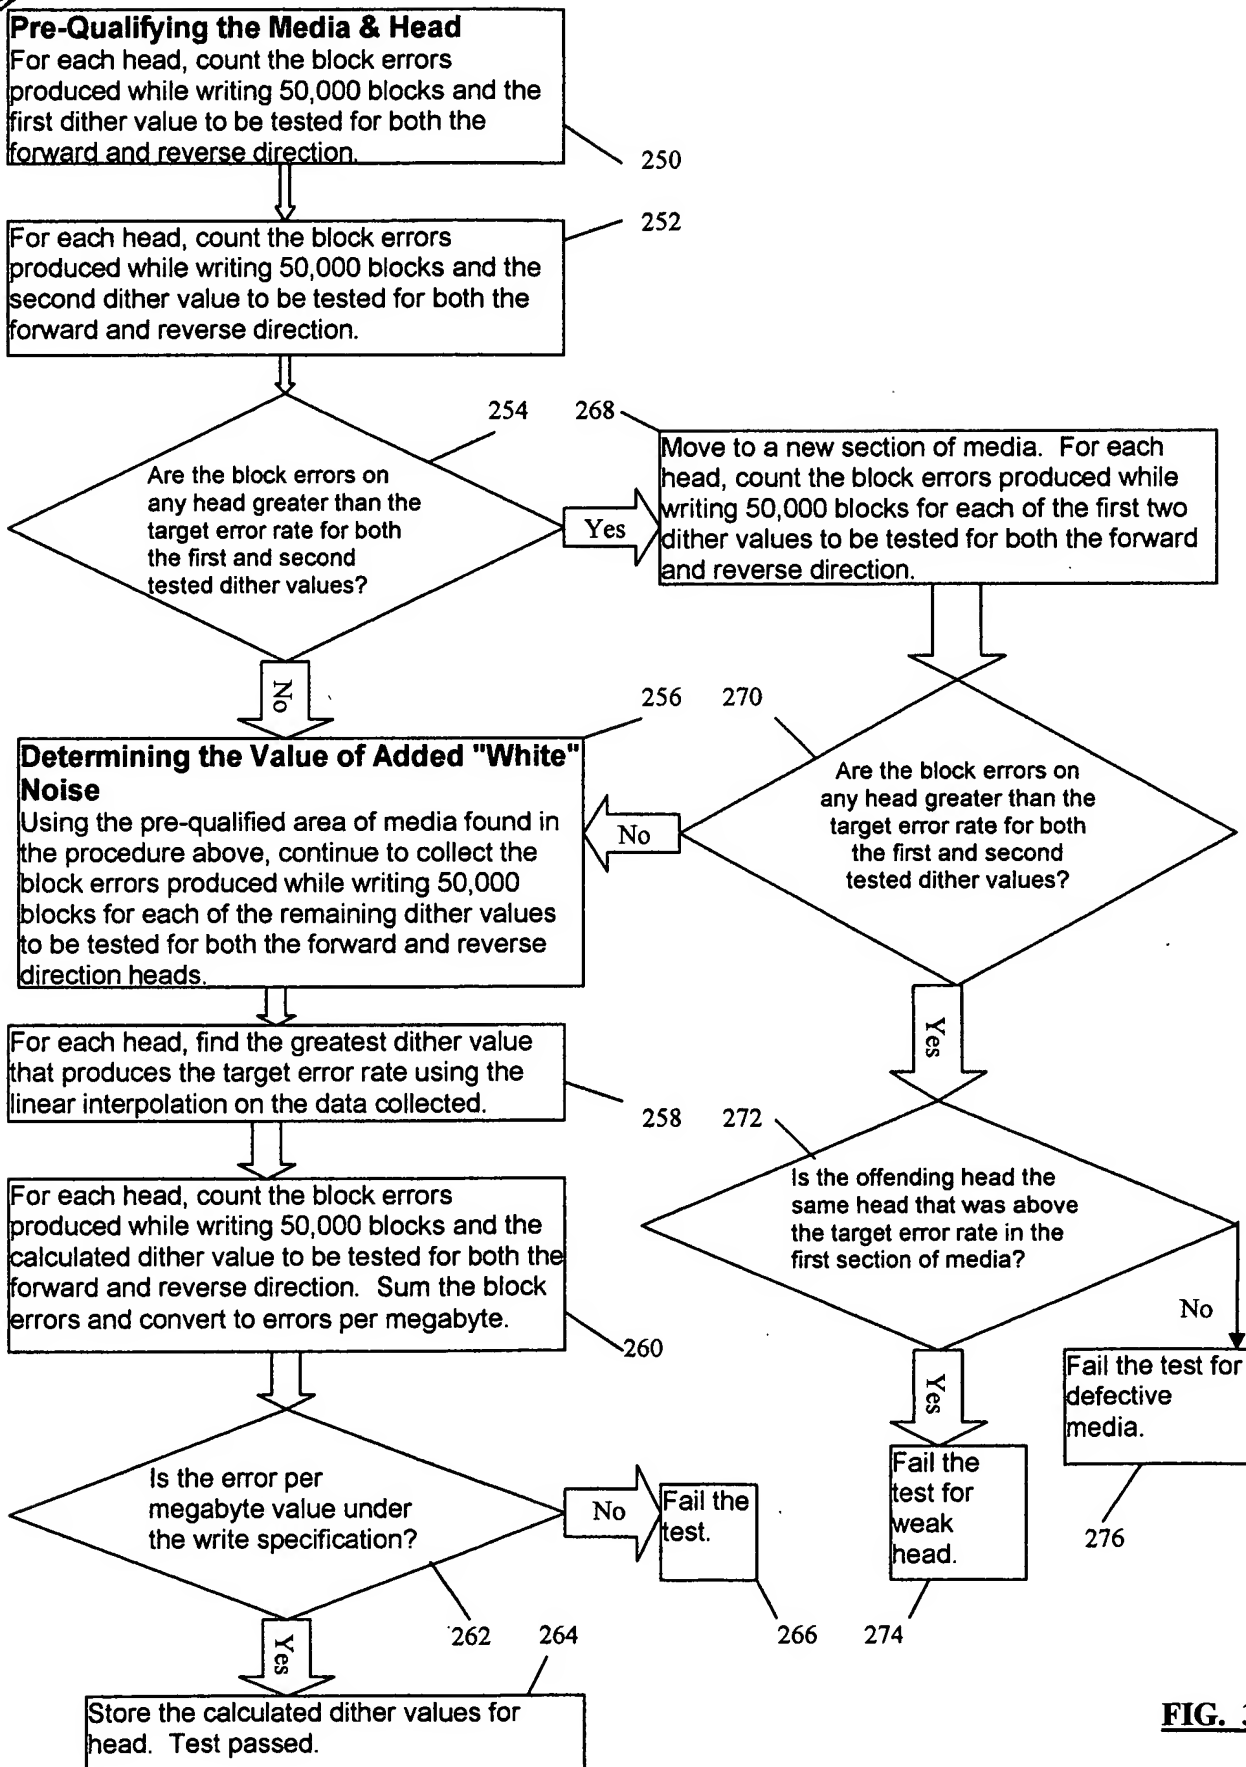 Pre-Qualifying the Media & Head
For each head, count the block errors
produced while writing 50,000 blocks and the
first dither value to be tested for both the
forward and reverse direction.
250
252
For each head, count the block errors
produced while writing 50,000 blocks and the
second dither value to be tested for both the
forward and reverse direction.
254
268
Are the block errors on
any head greater than the
target error rate for both
the first and second
tested dither values?
Yes
Move to a new section of media. For each
head, count the block errors produced while
writing 50,000 blocks for each of the first two
dither values to be tested for both the forward
and reverse direction.
No
256
270
Determining the Value of Added "White"
Noise
Using the pre-qualified area of media found in
the procedure above, continue to collect the
block errors produced while writing 50,000
blocks for each of the remaining dither values
to be tested for both the forward and reverse
direction heads.
No
Are the block errors on
any head greater than the
target error rate for both
the first and second
tested dither values?
Yes
For each head, find the greatest dither value
that produces the target error rate using the
linear interpolation on the data collected.
258
272
Is the offending head the
same head that was above
the target error rate in the
first section of media?
For each head, count the block errors
produced while writing 50,000 blocks and the
calculated dither value to be tested for both the
forward and reverse direction. Sum the block
errors and convert to errors per megabyte.
260
No
Yes
Fail the test for
defective
media.
276
Is the error per
megabyte value under
the write specification?
No
Fail the
test.
Fail the
test for
weak
head.
262
264
266
274
Yes
Store the calculated dither values for
head. Test passed.
FIG. 3